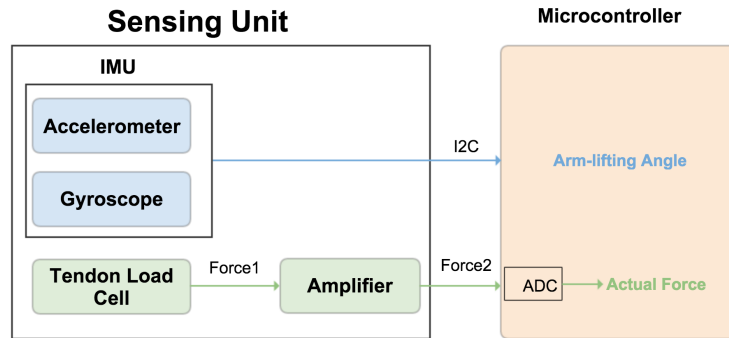 Sensing Unit
Microcontroller
IMU
Accelerometer
Gyroscope
I2C
Arm-lifting Angle
Tendon Load
Cell
Force1
Amplifier
Force2
ADC
Actual Force